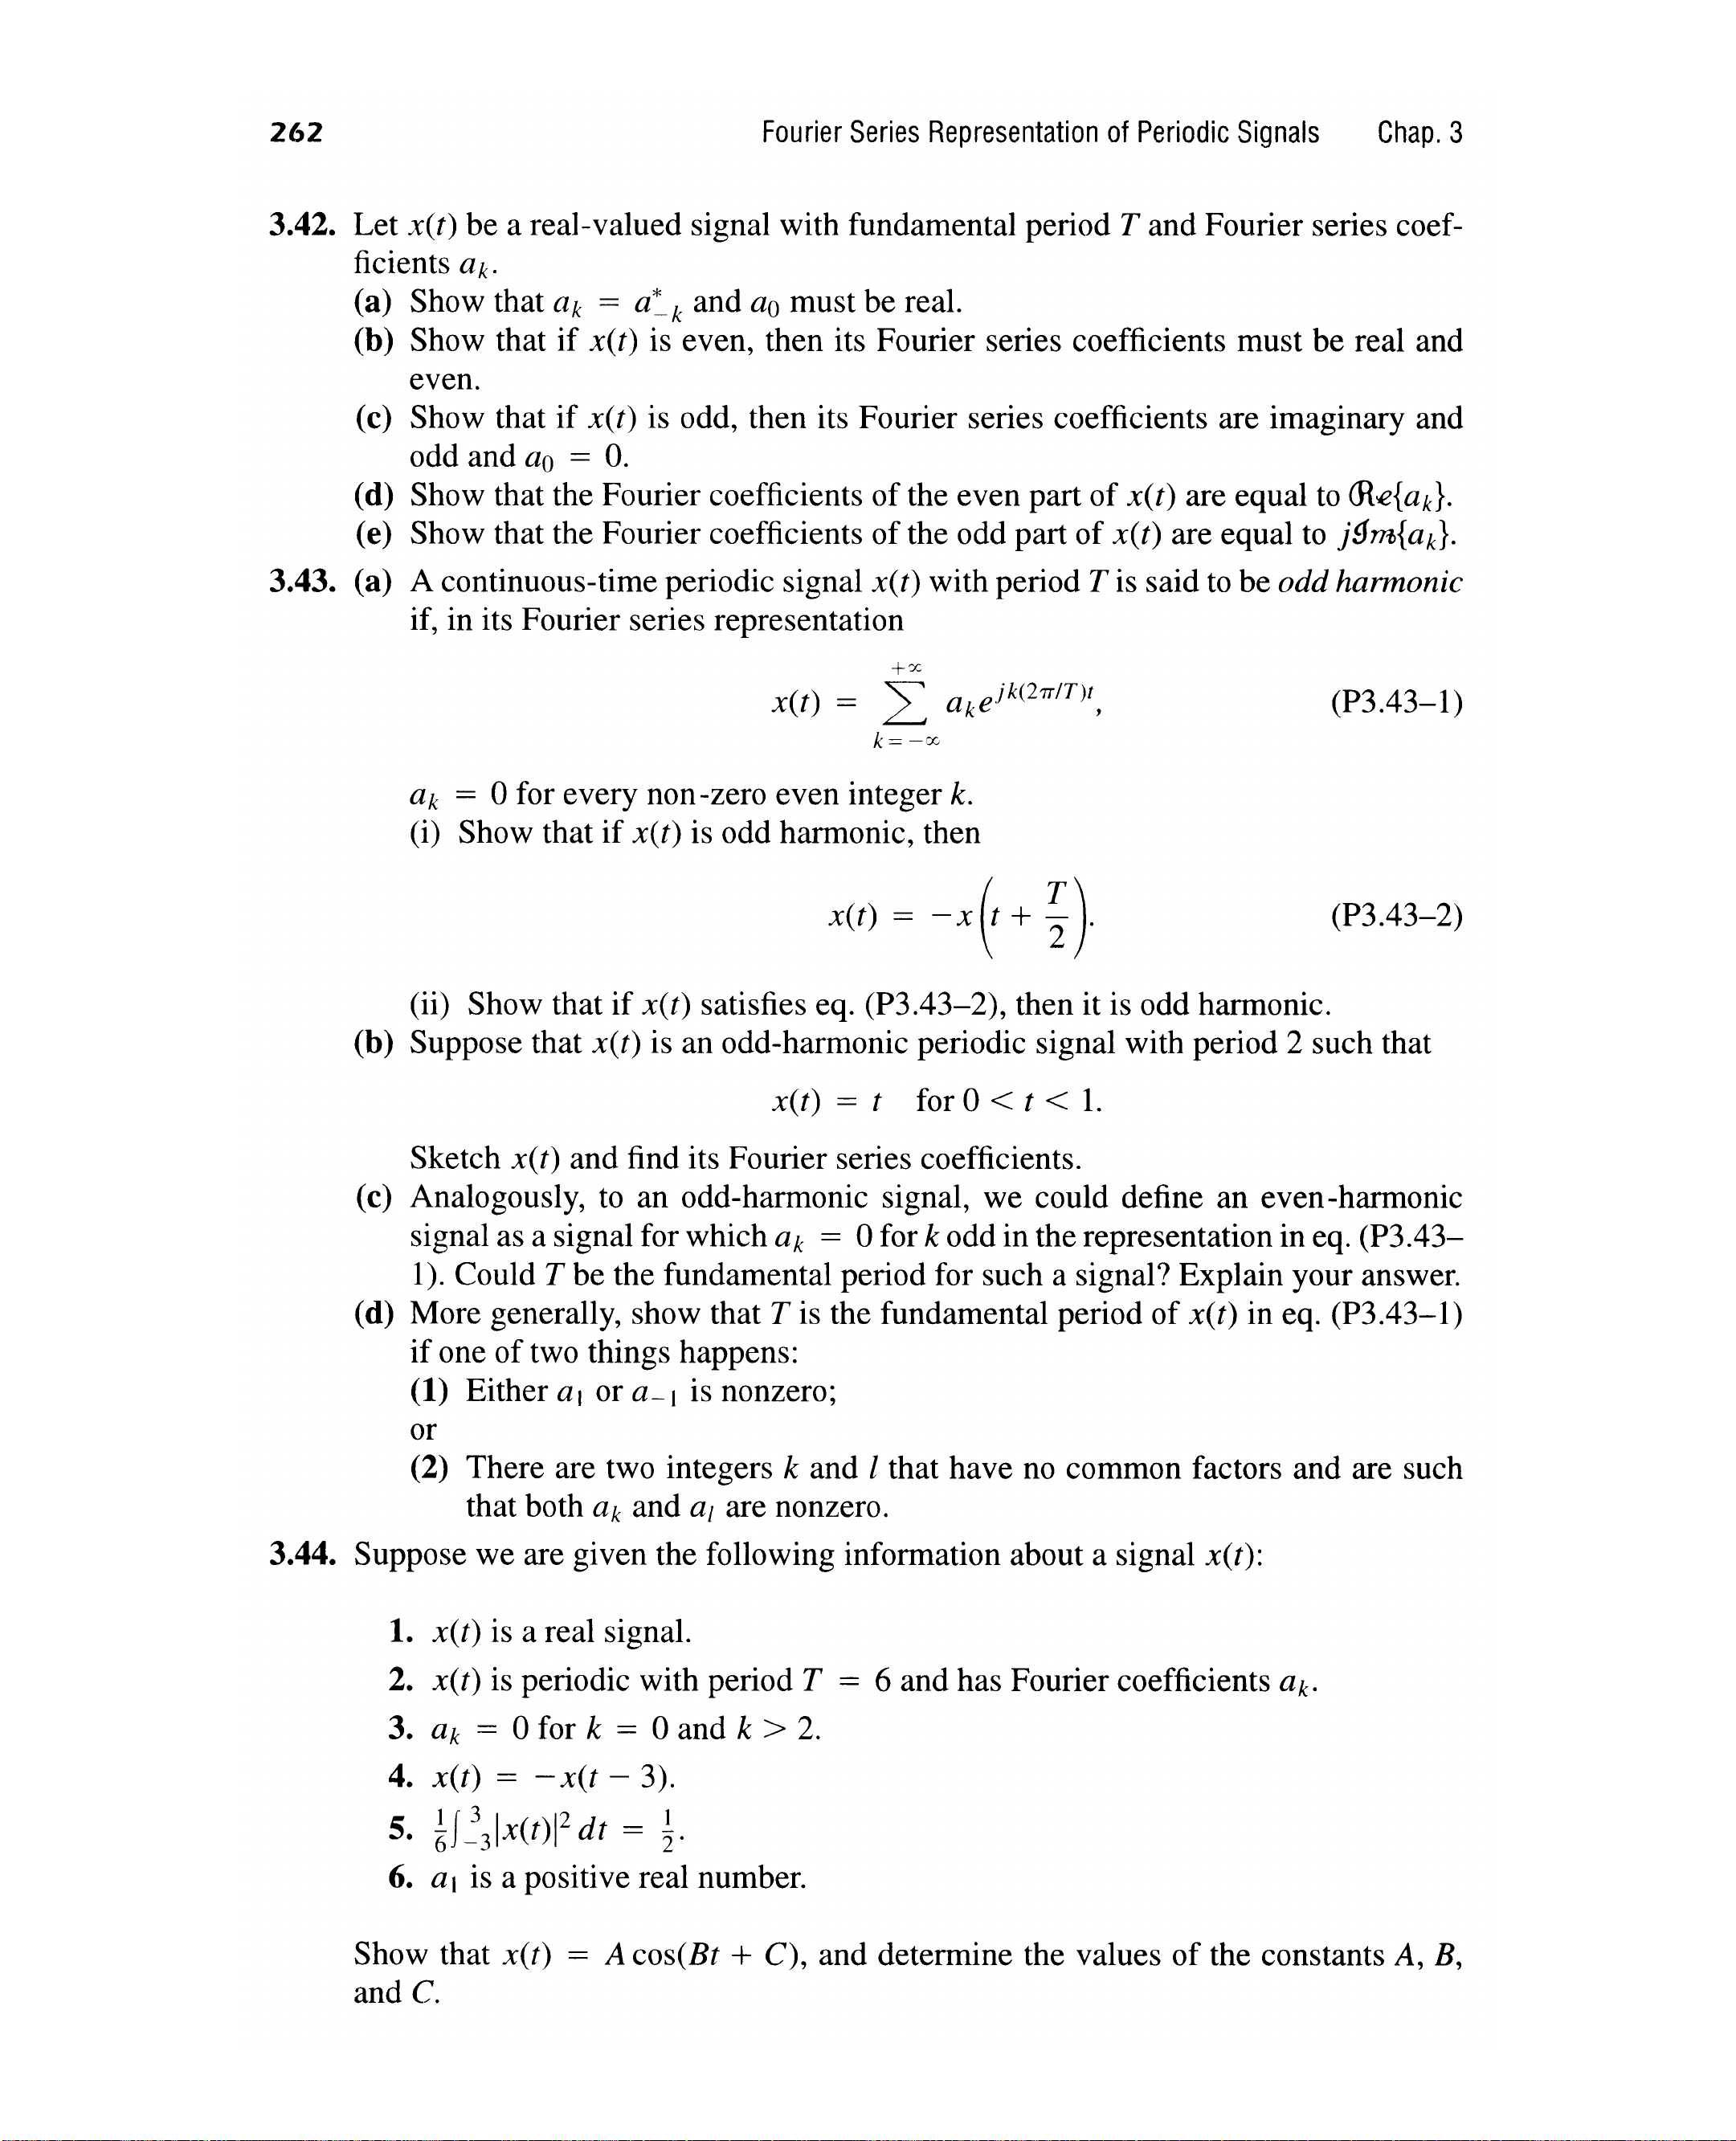 262 Fourier Series Representation of Periodic Signals Chap. 3
3.42. Let x(t) be a real-valued signal with fundamental period T and Fourier series coef-
ficients a_k.
(a) Show that a_k = a*_{-k} and a_0 must be real.
(b) Show that if x(t) is even, then its Fourier series coefficients must be real and
even.
(c) Show that if x(t) is odd, then its Fourier series coefficients are imaginary and
odd and a_0 = 0.
(d) Show that the Fourier coefficients of the even part of x(t) are equal to ℛe{a_k}.
(e) Show that the Fourier coefficients of the odd part of x(t) are equal to jℐm{a_k}.
3.43. (a) A continuous-time periodic signal x(t) with period T is said to be odd harmonic
if, in its Fourier series representation
x(t) = \sum_{k=-∞}^{+∞} a_k e^{jk(2π/T)t}, (P3.43–1)
a_k = 0 for every non-zero even integer k.
(i) Show that if x(t) is odd harmonic, then
x(t) = −x(t + T/2). (P3.43–2)
(ii) Show that if x(t) satisfies eq. (P3.43–2), then it is odd harmonic.
(b) Suppose that x(t) is an odd-harmonic periodic signal with period 2 such that
x(t) = t for 0 < t < 1.
Sketch x(t) and find its Fourier series coefficients.
(c) Analogously, to an odd-harmonic signal, we could define an even-harmonic
signal as a signal for which a_k = 0 for k odd in the representation in eq. (P3.43–
1). Could T be the fundamental period for such a signal? Explain your answer.
(d) More generally, show that T is the fundamental period of x(t) in eq. (P3.43–1)
if one of two things happens:
(1) Either a_1 or a_{-1} is nonzero;
or
(2) There are two integers k and l that have no common factors and are such
that both a_k and a_l are nonzero.
3.44. Suppose we are given the following information about a signal x(t):
1. x(t) is a real signal.
2. x(t) is periodic with period T = 6 and has Fourier coefficients a_k.
3. a_k = 0 for k = 0 and k > 2.
4. x(t) = −x(t − 3).
5. \frac{1}{6}∫_{-3}^{3}|x(t)|² dt = \frac{1}{2}.
6. a_1 is a positive real number.
Show that x(t) = A cos(Bt + C), and determine the values of the constants A, B,
and C.